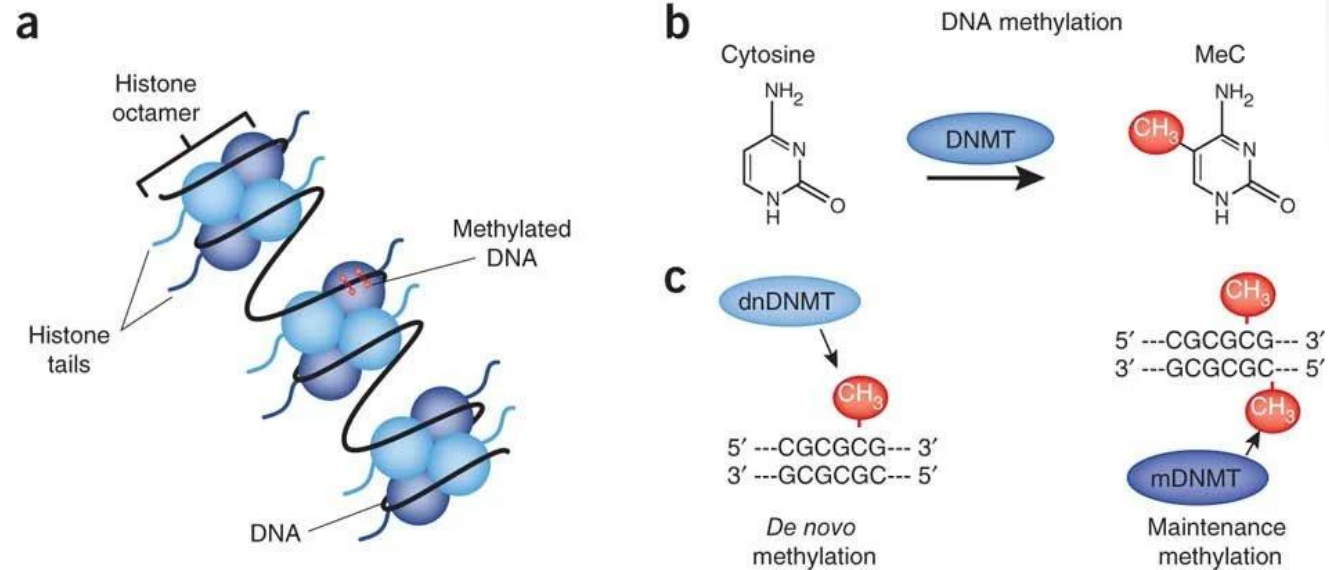 a
Histone
octamer
Methylated
DNA
Histone
tails
DNA
b
DNA methylation
Cytosine
MeC
NH₂
N
N
H
O
DNMT
NH₂
CH₃
N
N
H
O
c
dnDNMT
CH₃
5′ ---CGCGCG--- 3′
3′ ---GCGCGC--- 5′
De novo
methylation
CH₃
5′ ---CGCGCG--- 3′
3′ ---GCGCGC--- 5′
CH₃
mDNMT
Maintenance
methylation